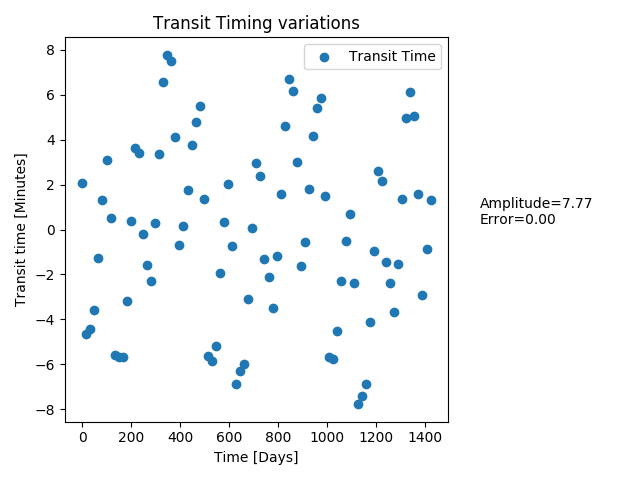 Transit Timing variations
Transit Time
8
6
4
2
0
−2
−4
−6
−8
Transit time [Minutes]
0 200 400 600 800 1000 1200 1400
Time [Days]
Amplitude=7.77
Error=0.00